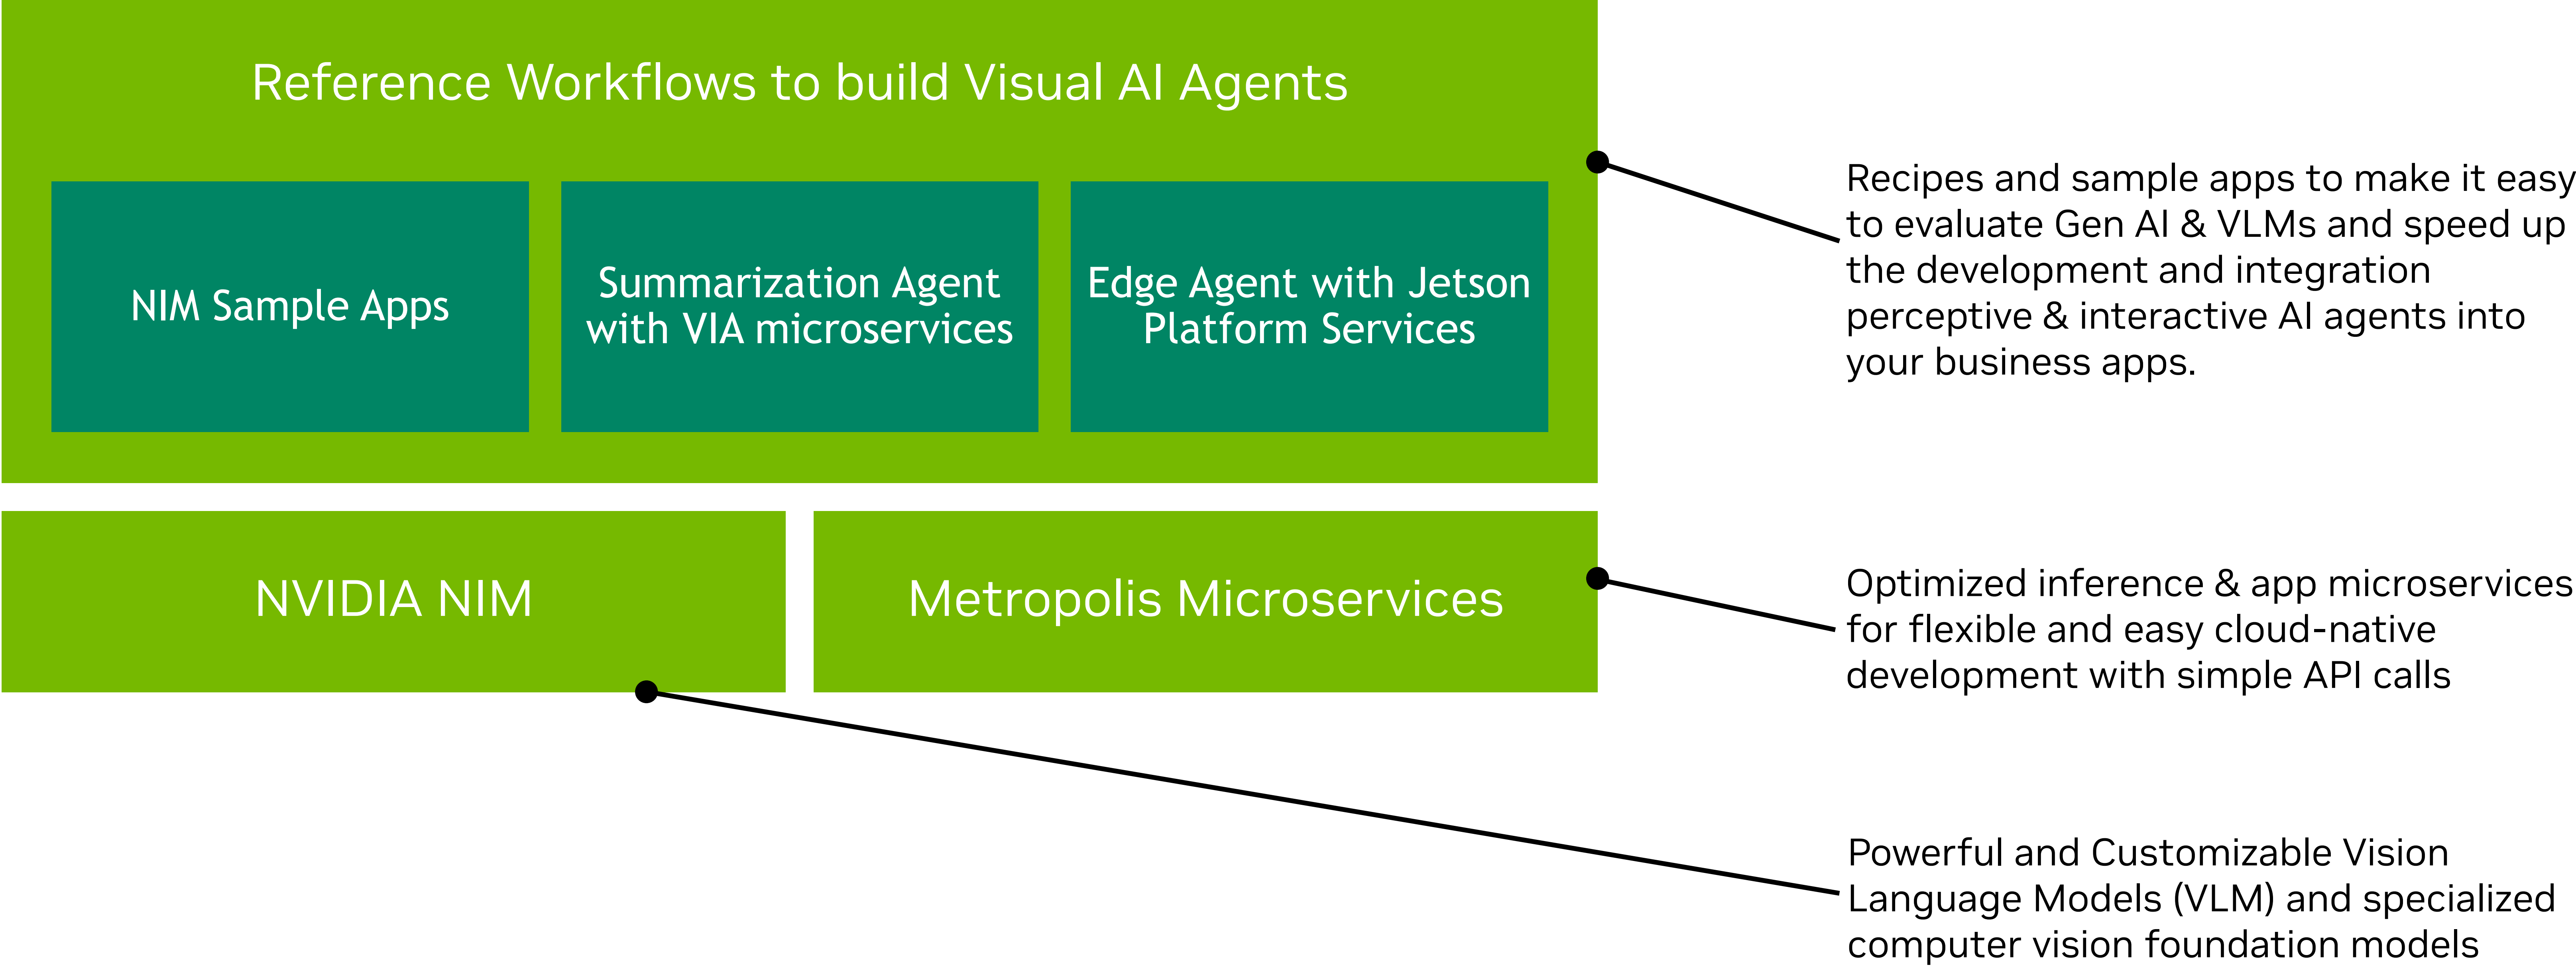 Reference Workflows to build Visual AI Agents
NIM Sample Apps
Summarization Agent
with VIA microservices
Edge Agent with Jetson
Platform Services
Recipes and sample apps to make it easy
to evaluate Gen AI & VLMs and speed up
the development and integration
perceptive & interactive AI agents into
your business apps.
NVIDIA NIM
Metropolis Microservices
Optimized inference & app microservices
for flexible and easy cloud-native
development with simple API calls
Powerful and Customizable Vision
Language Models (VLM) and specialized
computer vision foundation models